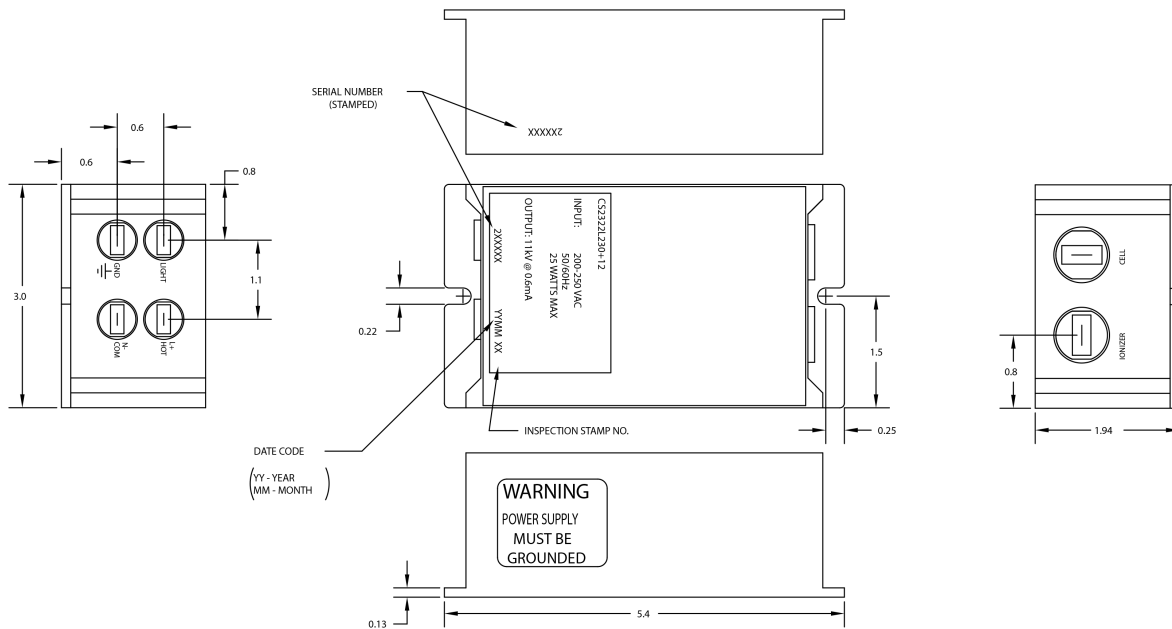 SERIAL NUMBER
(STAMPED)
XXXXX2
0.6
0.6
0.8
3.0
1.1
GND
LIGHT
N-
COM
L+
HOT
0.22
CS2322L230+12
INPUT: 200-250 VAC
50/60Hz
25 WATTS MAX
OUTPUT: 11kV @ 0.6mA
2XXXXX YYMM XX
1.5
0.25
CELL
IONIZER
0.8
1.94
INSPECTION STAMP NO.
DATE CODE
(YY - YEAR
MM - MONTH)
WARNING
POWER SUPPLY
MUST BE
GROUNDED
0.13
5.4